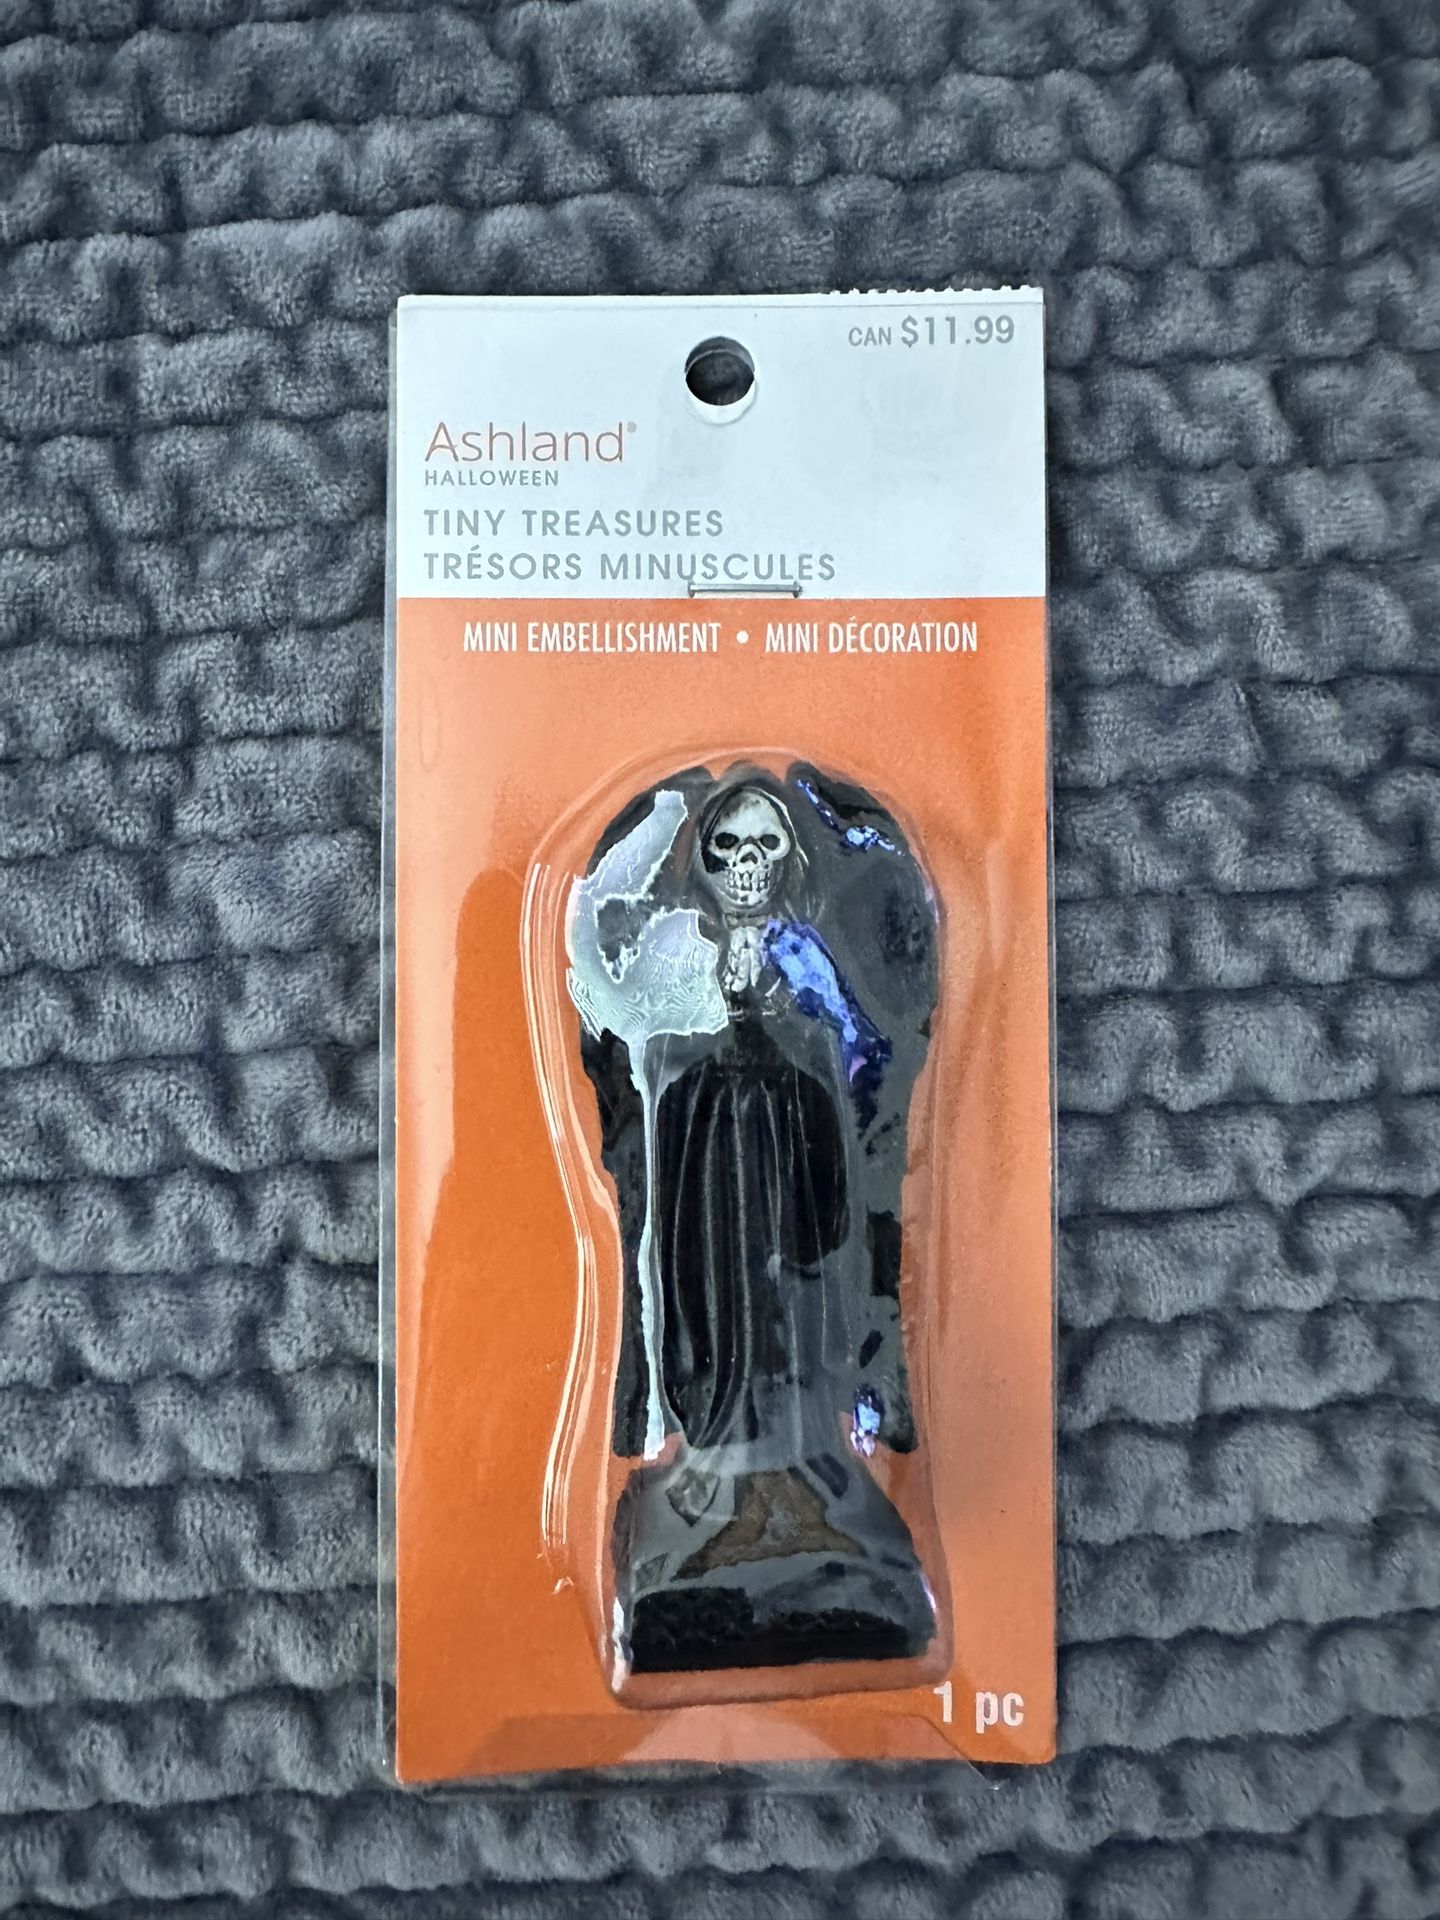 CAN $11.99
Ashland®
HALLOWEEN
TINY TREASURES
TRÉSORS MINUSCULES
MINI EMBELLISHMENT • MINI DÉCORATION
1 pc